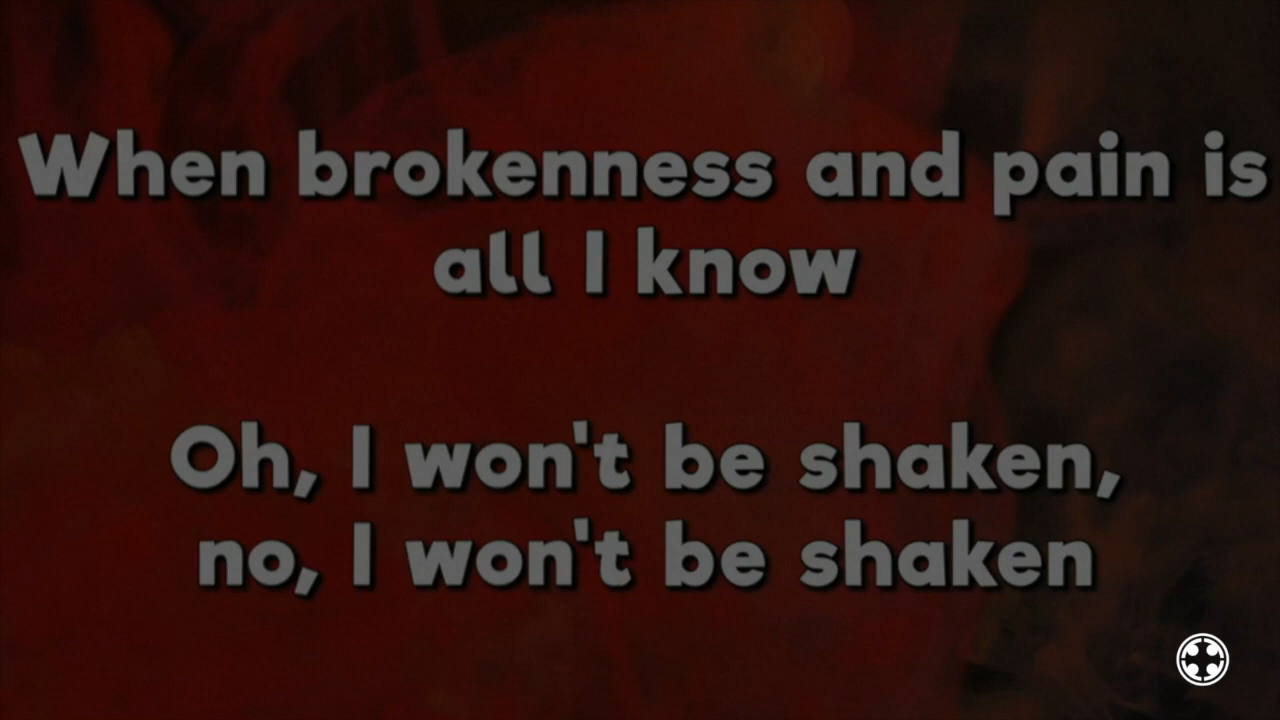 When brokenness and pain is
all I know
Oh, I won't be shaken,
no, I won't be shaken